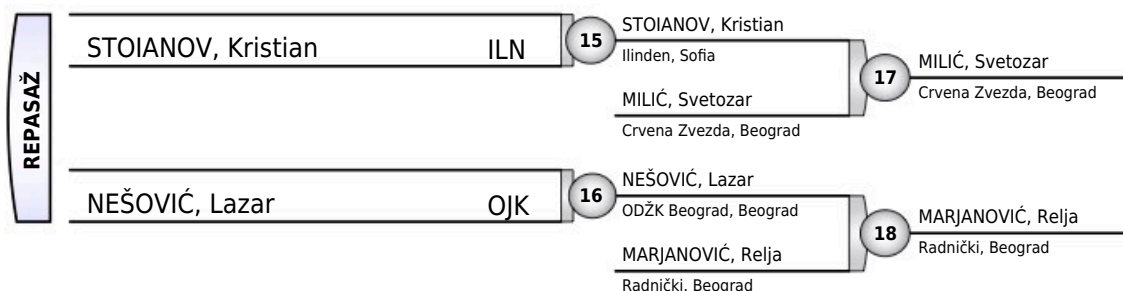 REPASAŽ
STOIANOV, Kristian ILN
15
STOIANOV, Kristian
Ilinden, Sofia
MILIĆ, Svetozar
Crvena Zvezda, Beograd
17
MILIĆ, Svetozar
Crvena Zvezda, Beograd
NEŠOVIĆ, Lazar OJK
16
NEŠOVIĆ, Lazar
ODŽK Beograd, Beograd
MARJANOVIĆ, Relja
Radnički, Beograd
18
MARJANOVIĆ, Relja
Radnički, Beograd